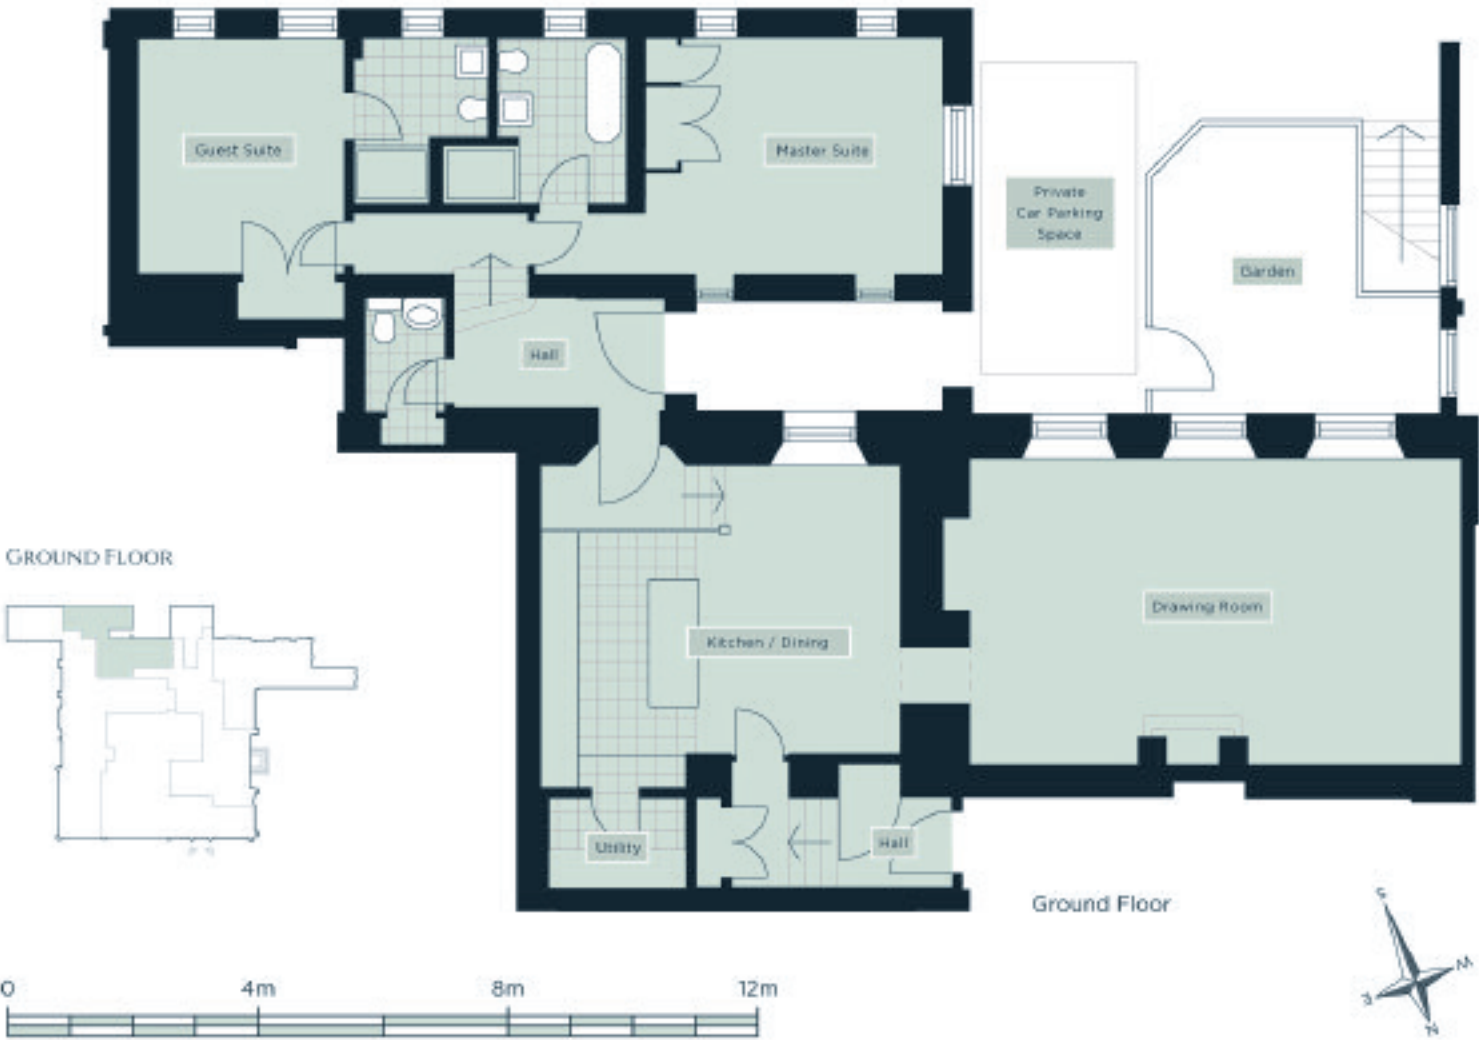 Guest Suite
Master Suite
Private
Car Parking
Space
Garden
Hall
GROUND FLOOR
Drawing Room
Kitchen / Dining
Utility
Hall
Ground Floor
S
W
E
N
0
4m
8m
12m